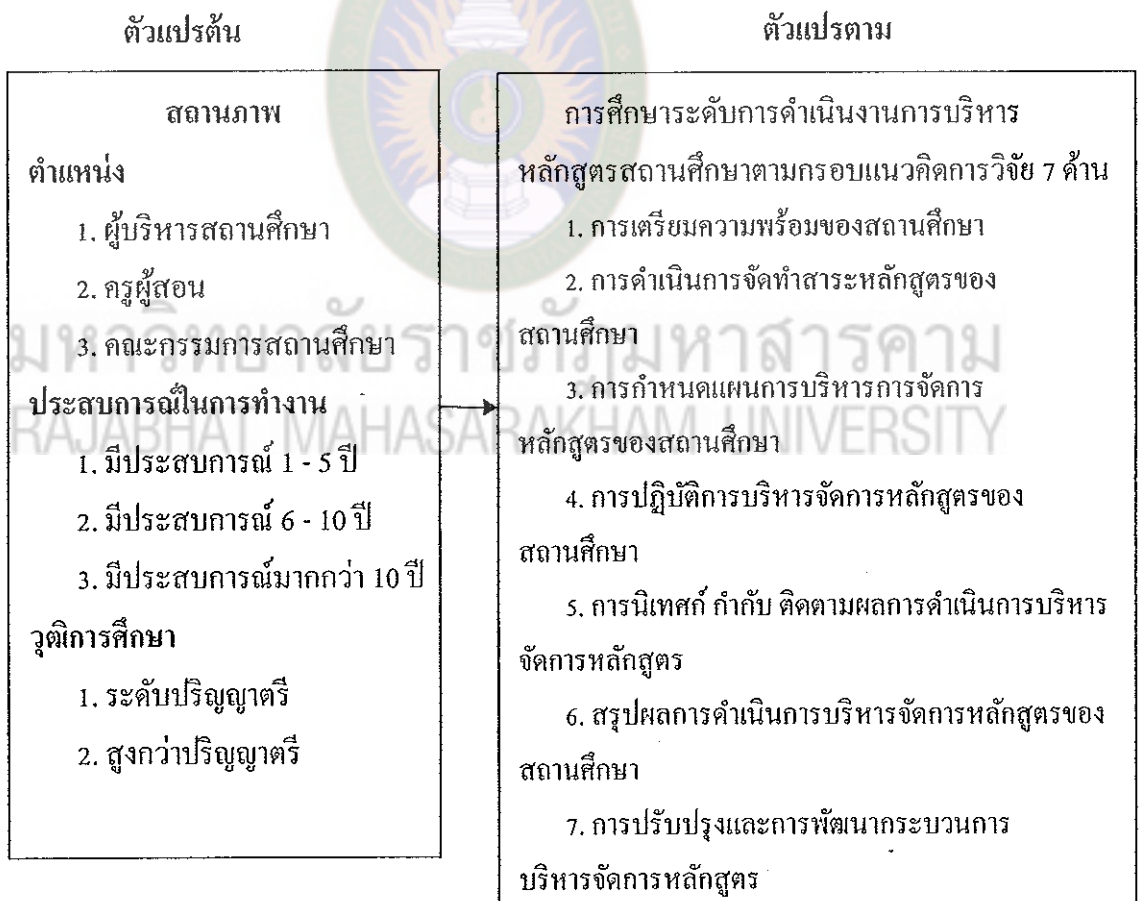 ตัวแปรต้น
สถานภาพ
ตำแหน่ง
1. ผู้บริหารสถานศึกษา
2. ครูผู้สอน
3. คณะกรรมการสถานศึกษา
ประสบการณ์ในการทำงาน
1. มีประสบการณ์ 1 - 5 ปี
2. มีประสบการณ์ 6 - 10 ปี
3. มีประสบการณ์มากกว่า 10 ปี
วุฒิการศึกษา
1. ระดับปริญญาตรี
2. สูงกว่าปริญญาตรี
ตัวแปรตาม
การศึกษาระดับการดำเนินงานการบริหาร
หลักสูตรสถานศึกษาตามกรอบแนวคิดการวิจัย 7 ด้าน
1. การเตรียมความพร้อมของสถานศึกษา
2. การดำเนินการจัดทำสาระหลักสูตรของ
สถานศึกษา
3. การกำหนดแผนการบริหารการจัดการ
หลักสูตรของสถานศึกษา
4. การปฏิบัติการบริหารจัดการหลักสูตรของ
สถานศึกษา
5. การนิเทศก์ กำกับ ติดตามผลการดำเนินการบริหาร
จัดการหลักสูตร
6. สรุปผลการดำเนินการบริหารจัดการหลักสูตรของ
สถานศึกษา
7. การปรับปรุงและการพัฒนากระบวนการ
บริหารจัดการหลักสูตร
มหาวิทยาลัยราชภัฏมหาสารคาม
RAJABHAT MAHASARAKHAM UNIVERSITY